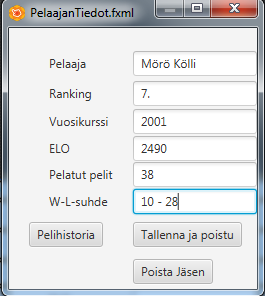 PelaajanTiedot.fxml
Pelaaja Mörö Kölli
Ranking 7.
Vuosikurssi 2001
ELO 2490
Pelatut pelit 38
W-L-suhde 10 - 28
Pelihistoria Tallenna ja poistu
Poista Jäsen